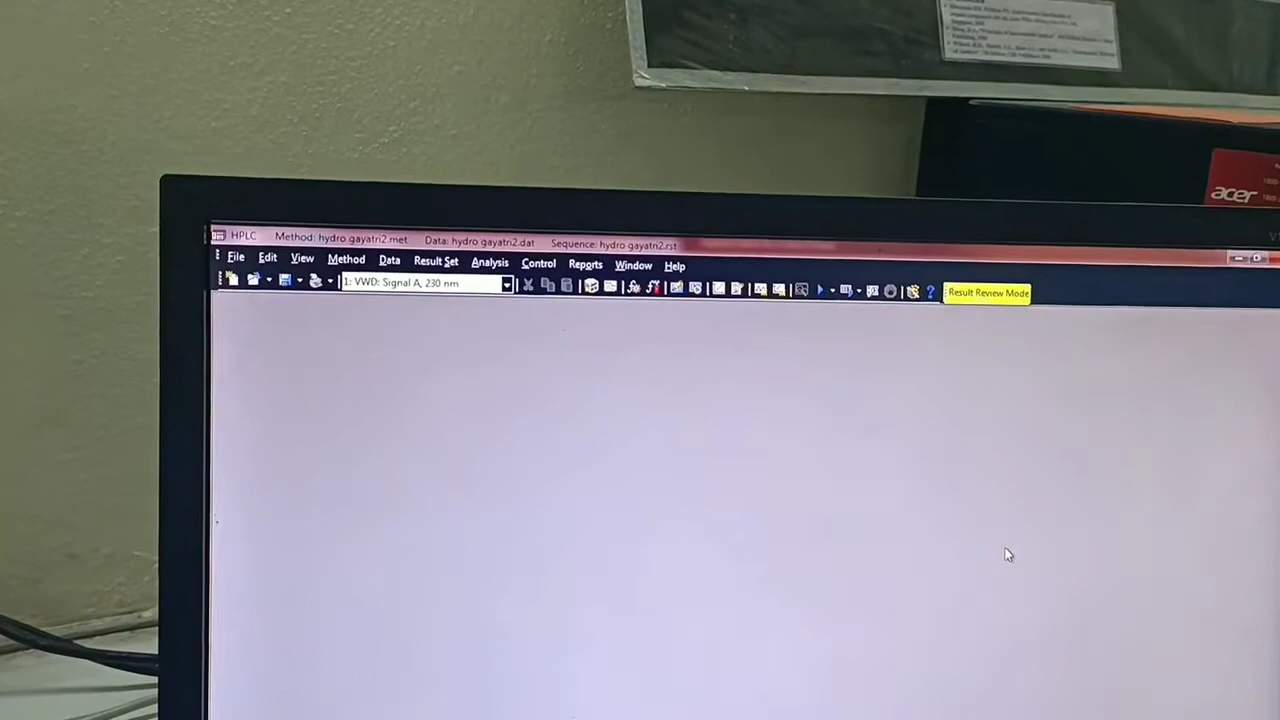 acer
HPLC Method: hydro gayatri2.met Data: hydro gayatri2.dat Sequence: hydro gayatri2.rst
File Edit View Method Data Result Set Analysis Control Reports Window Help
1: VWD: Signal A, 230 nm
Result Review Mode